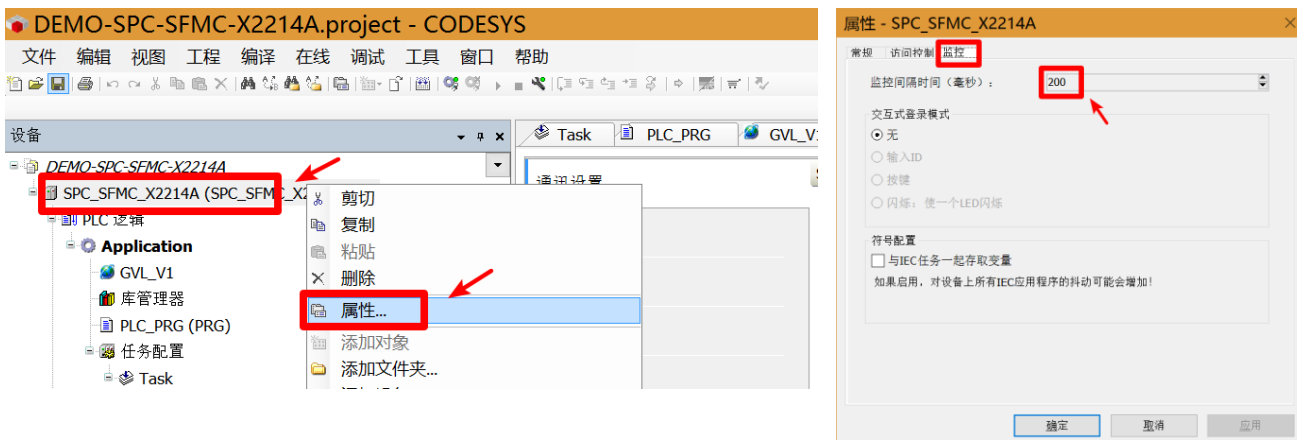 DEMO-SPC-SFMC-X2214A.project - CODESYS
文件 编辑 视图 工程 编译 在线 调试 工具 窗口 帮助
设备
DEMO-SPC-SFMC-X2214A
SPC_SFMC_X2214A (SPC_SFMC_X2
PLC 逻辑
Application
GVL_V1
库管理器
PLC_PRG (PRG)
任务配置
Task
剪切
复制
粘贴
删除
属性...
添加对象
添加文件夹...
Task PLC_PRG GVL_V
通讯设置
属性 - SPC_SFMC_X2214A
常规 访问控制 监控
监控间隔时间（毫秒）： 200
交互式登录模式
无
输入ID
按键
闪烁：使一个LED闪烁
符号配置
与IEC任务一起存取变量
如果启用，对设备上所有IEC应用程序的抖动可能会增加!
确定 取消 应用